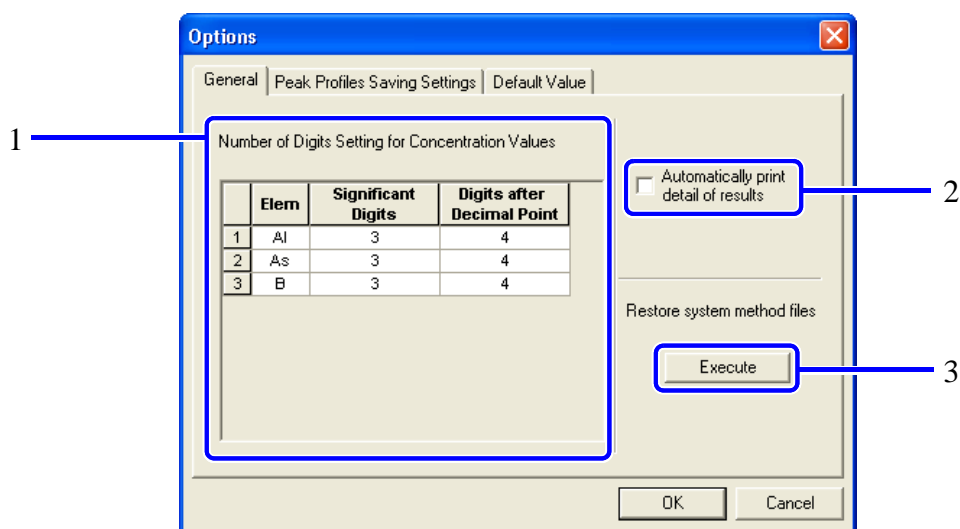 Options
General Peak Profiles Saving Settings Default Value
1
Number of Digits Setting for Concentration Values
Elem Significant Digits Digits after Decimal Point
1 Al 3 4
2 As 3 4
3 B 3 4
Automatically print
detail of results
2
Restore system method files
Execute
3
OK Cancel